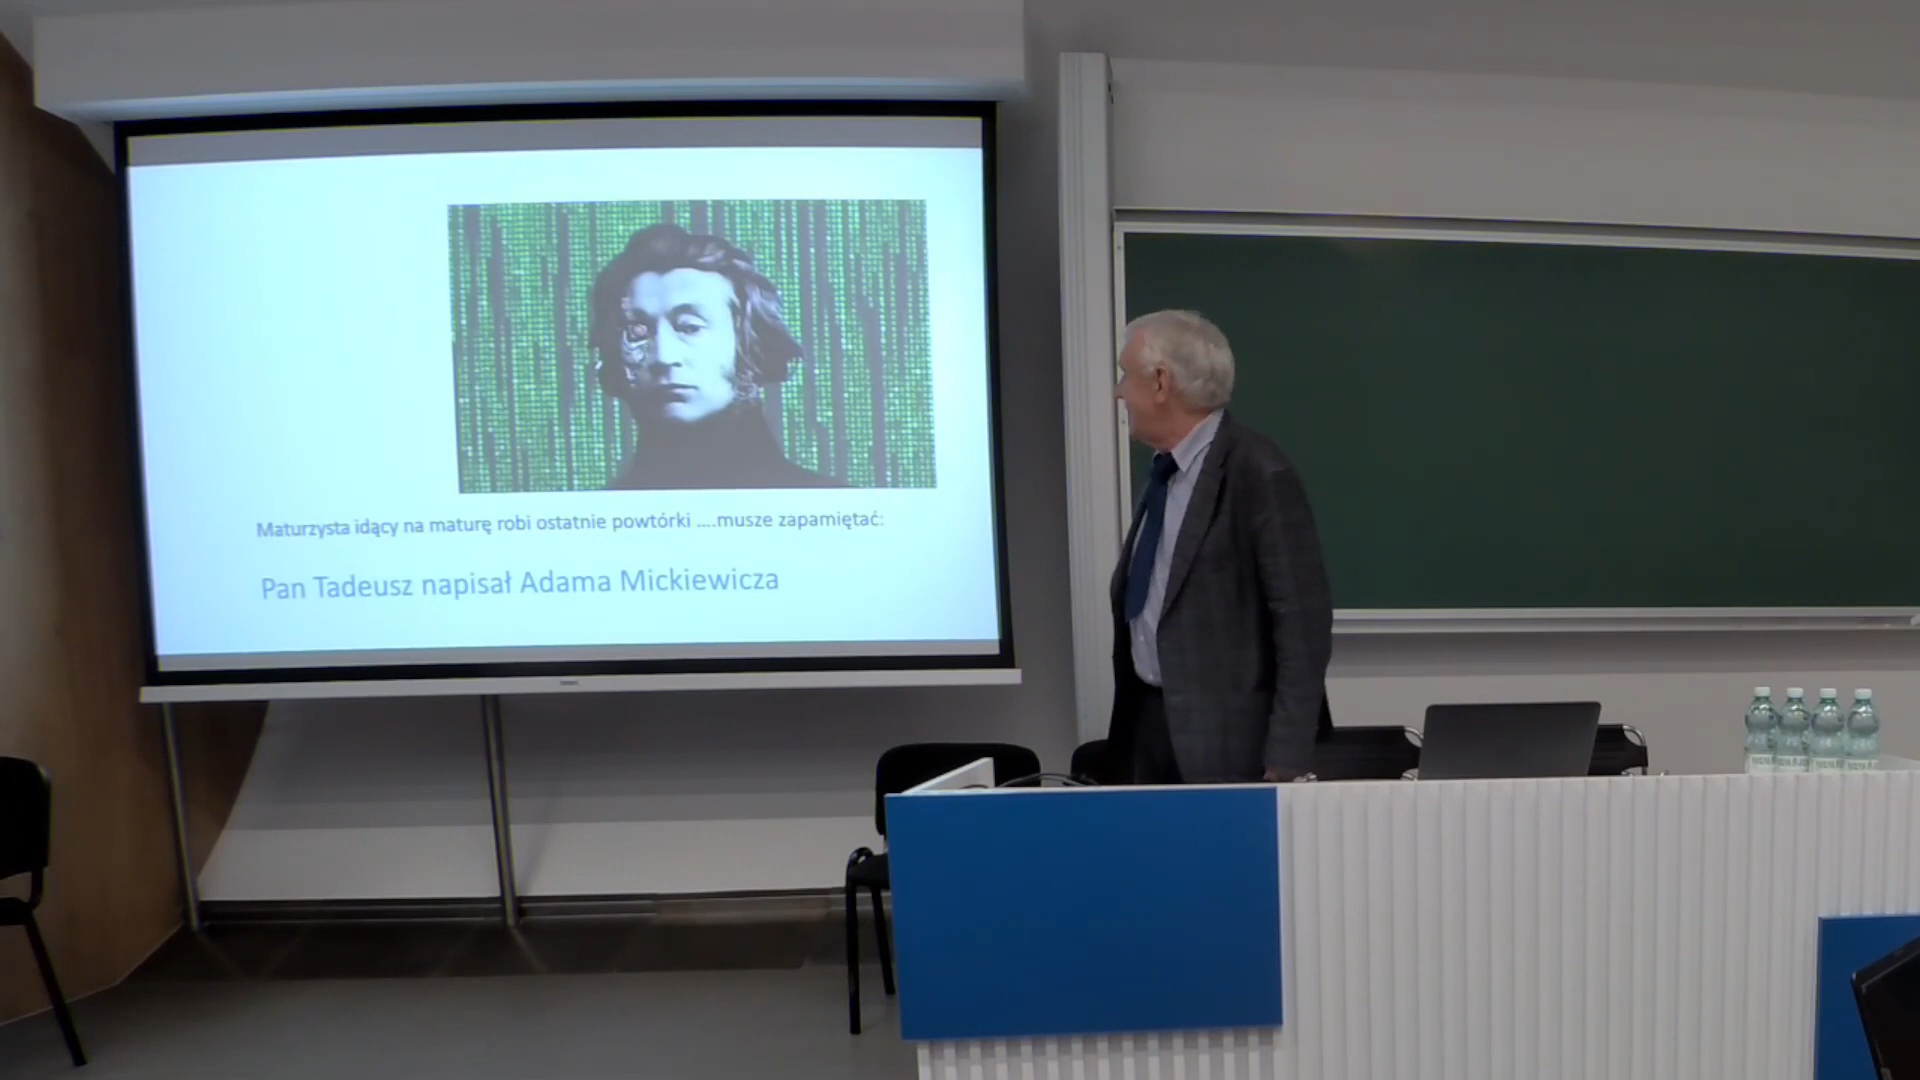 Maturzysta idący na maturę robi ostatnie powtórki ....musze zapamiętać:
Pan Tadeusz napisał Adama Mickiewicza